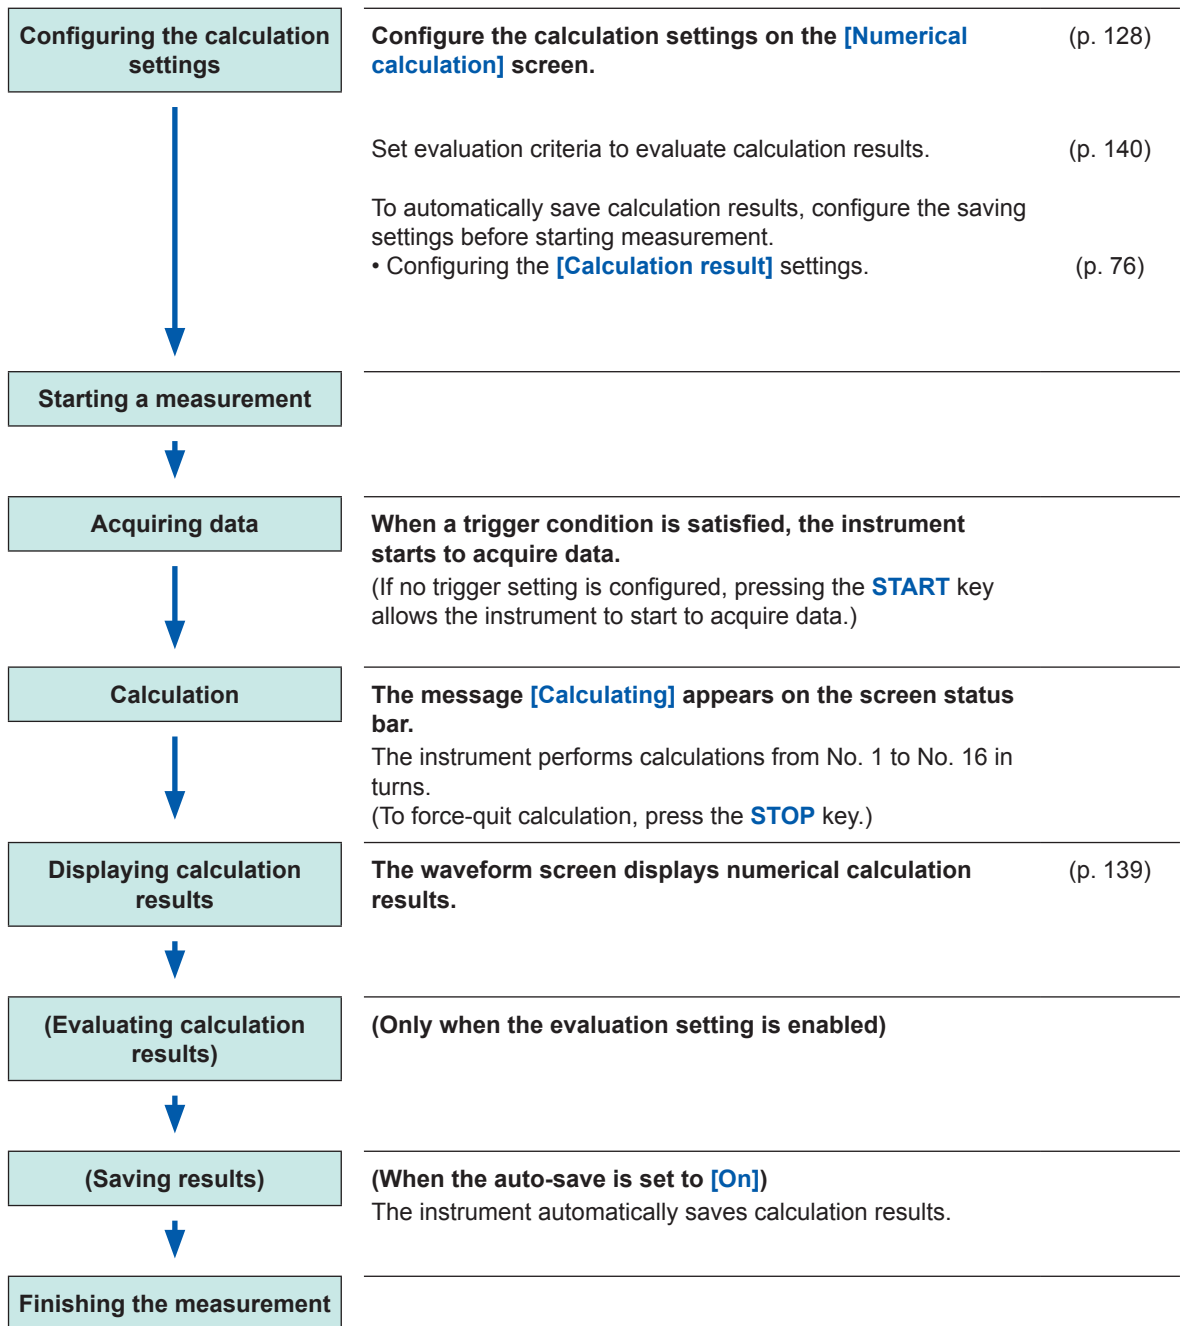 Configuring the calculation
settings
Configure the calculation settings on the [Numerical
calculation] screen.
(p. 128)
Set evaluation criteria to evaluate calculation results.
(p. 140)
To automatically save calculation results, configure the saving
settings before starting measurement.
• Configuring the [Calculation result] settings.
(p. 76)
Starting a measurement
Acquiring data
When a trigger condition is satisfied, the instrument
starts to acquire data.
(If no trigger setting is configured, pressing the START key
allows the instrument to start to acquire data.)
Calculation
The message [Calculating] appears on the screen status
bar.
The instrument performs calculations from No. 1 to No. 16 in
turns.
(To force-quit calculation, press the STOP key.)
Displaying calculation
results
The waveform screen displays numerical calculation
results.
(p. 139)
(Evaluating calculation
results)
(Only when the evaluation setting is enabled)
(Saving results)
(When the auto-save is set to [On])
The instrument automatically saves calculation results.
Finishing the measurement